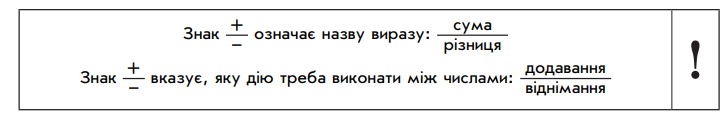 Знак +/− означає назву виразу: сума/різниця
Знак +/− вказує, яку дію треба виконати між числами: додавання/віднімання
!